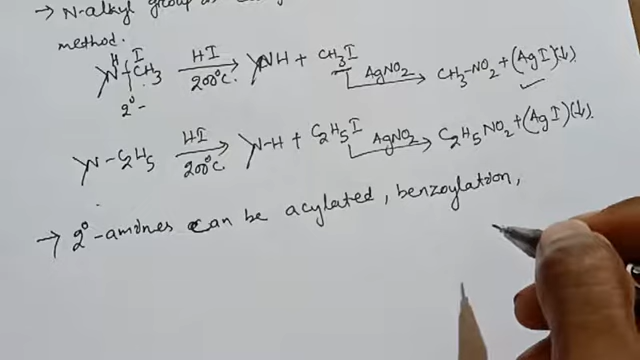 → N-alkyl group
method.
H I
N-CH3 HI 200°C. NH + CH3I AgNO2 CH3-NO2 + (AgI)(↓)
2°-
N-C2H5 HI 200°C. N-H + C2H5I AgNO2 C2H5NO2 + (AgI)(↓).
→ 2°-amines can be acylated, benzoylation,